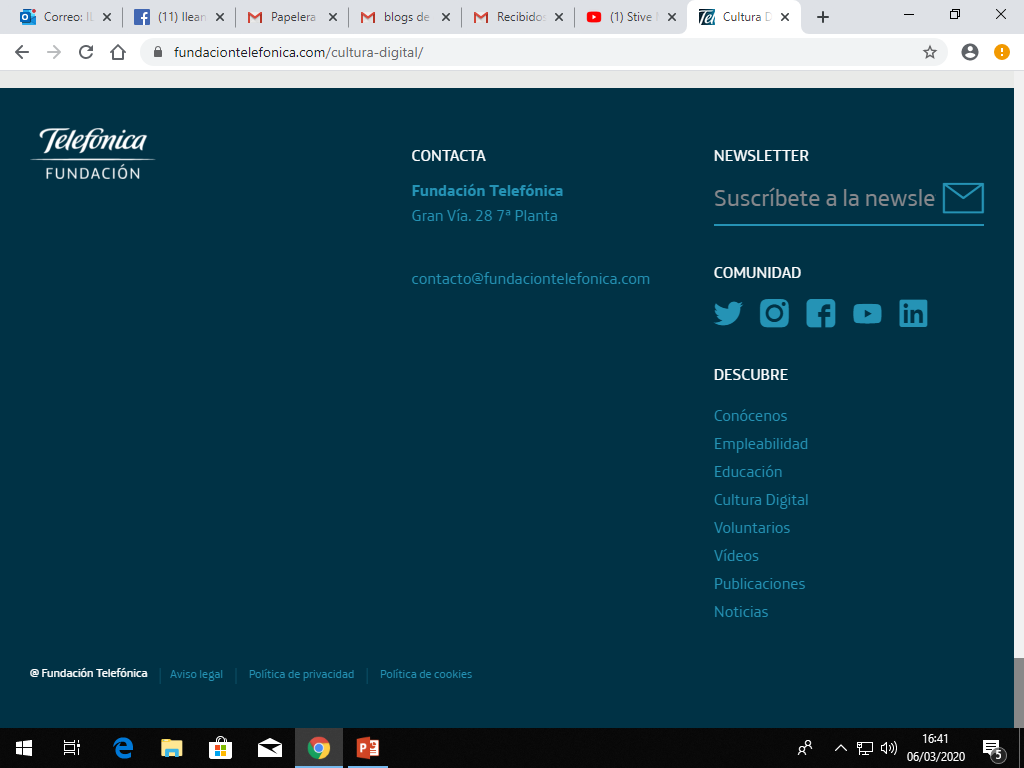 Correo: IL
(11) Ilean
Papelera
blogs de
Recibidos
(1) Stive
Cultura D
fundaciontelefonica.com/cultura-digital/
Telefónica
FUNDACIÓN
CONTACTA
Fundación Telefónica
Gran Vía. 28 7ª Planta
contacto@fundaciontelefonica.com
NEWSLETTER
Suscríbete a la newsle
COMUNIDAD
DESCUBRE
Conócenos
Empleabilidad
Educación
Cultura Digital
Voluntarios
Vídeos
Publicaciones
Noticias
@ Fundación Telefónica
Aviso legal
Política de privacidad
Política de cookies
16:41
06/03/2020
5